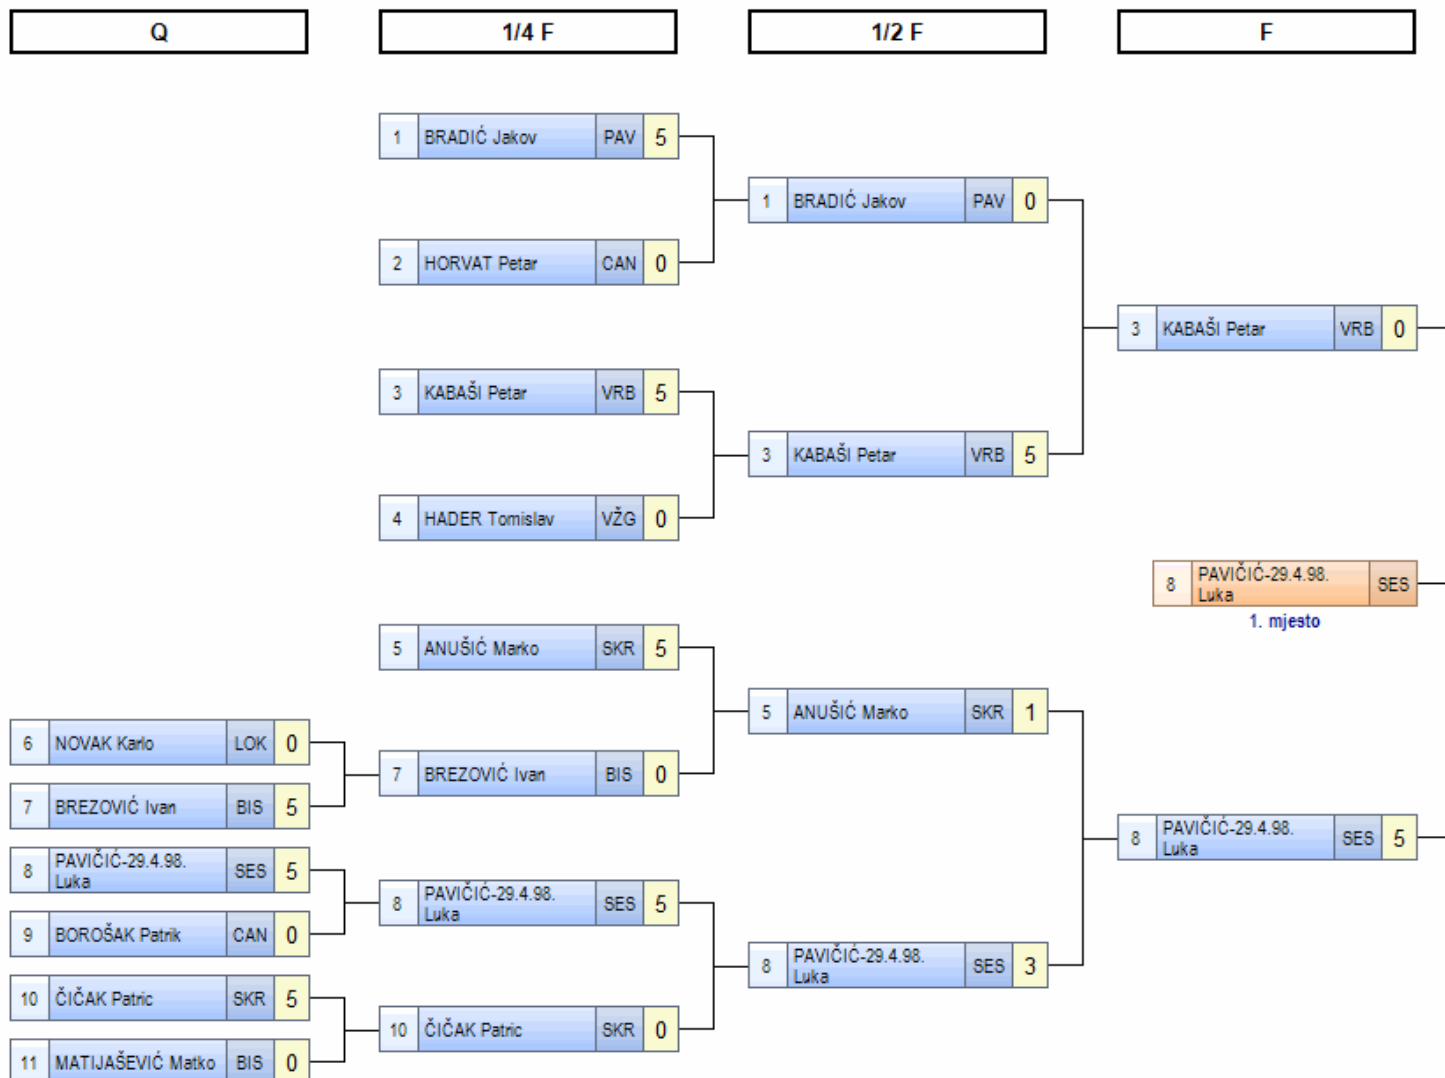 Q 1/4 F 1/2 F F
1 BRADIĆ Jakov PAV 5
1 BRADIĆ Jakov PAV 0
2 HORVAT Petar CAN 0
3 KABAŠI Petar VRB 0
3 KABAŠI Petar VRB 5
3 KABAŠI Petar VRB 5
4 HADER Tomislav VŽG 0
8 PAVIČIĆ-29.4.98. Luka SES
1. mjesto
5 ANUŠIĆ Marko SKR 5
5 ANUŠIĆ Marko SKR 1
6 NOVAK Karlo LOK 0
7 BREZOVIĆ Ivan BIS 0
7 BREZOVIĆ Ivan BIS 5
8 PAVIČIĆ-29.4.98. Luka SES 5
8 PAVIČIĆ-29.4.98. Luka SES 5
8 PAVIČIĆ-29.4.98. Luka SES 5
9 BOROŠAK Patrik CAN 0
8 PAVIČIĆ-29.4.98. Luka SES 3
10 ČIČAK Patric SKR 5
10 ČIČAK Patric SKR 0
11 MATIJAŠEVIĆ Matko BIS 0